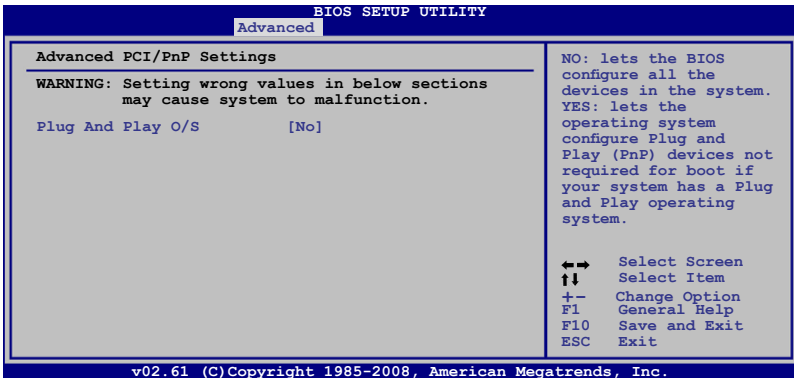 BIOS SETUP UTILITY
Advanced
Advanced PCI/PnP Settings
WARNING: Setting wrong values in below sections
may cause system to malfunction.
Plug And Play O/S [No]
NO: lets the BIOS
configure all the
devices in the system.
YES: lets the
operating system
configure Plug and
Play (PnP) devices not
required for boot if
your system has a Plug
and Play operating
system.
←→ Select Screen
↑↓ Select Item
+- Change Option
F1 General Help
F10 Save and Exit
ESC Exit
v02.61 (C)Copyright 1985-2008, American Megatrends, Inc.